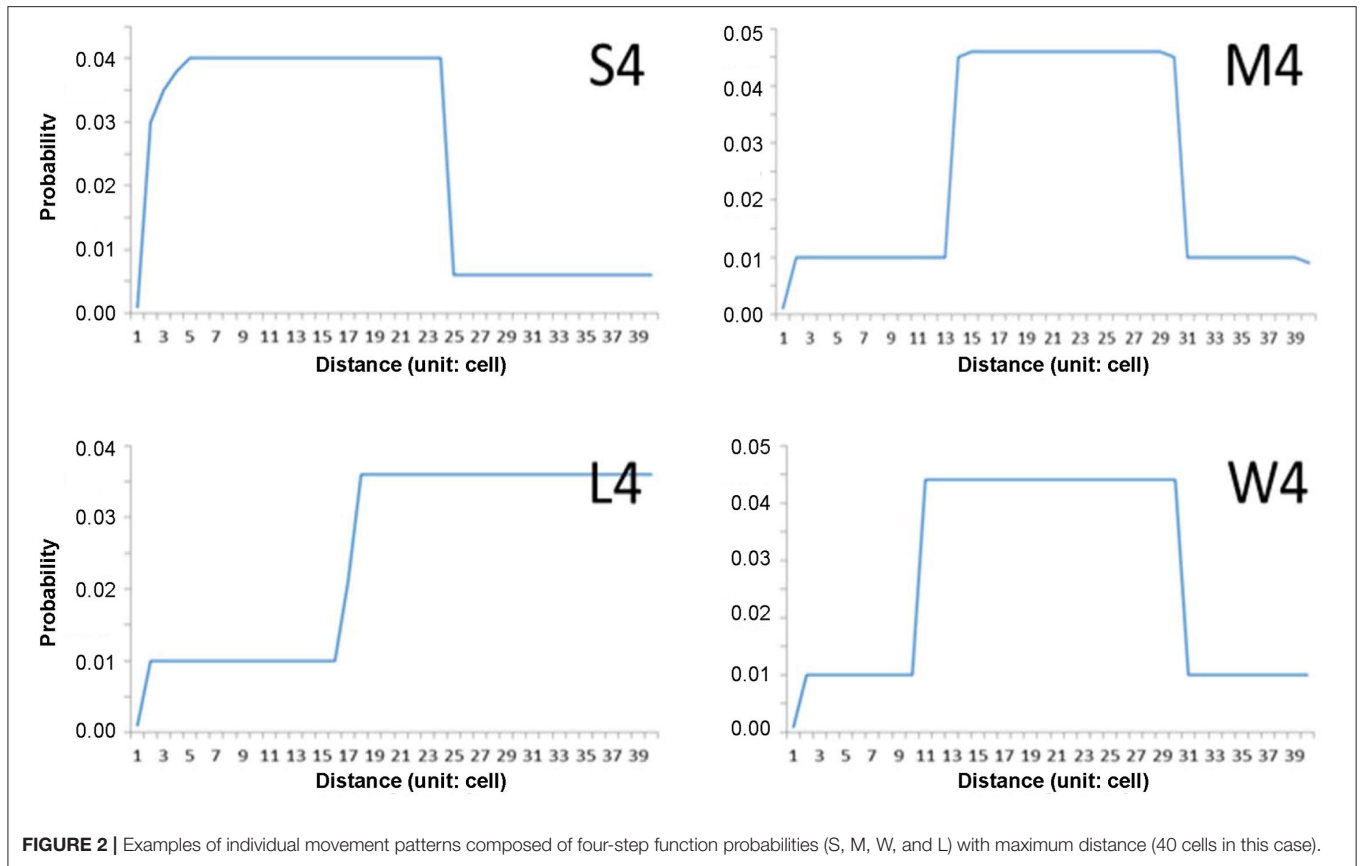 S4
0.04
0.03
0.02
0.01
0.00
Probability
1 3 5 7 9 11 13 15 17 19 21 23 25 27 29 31 33 35 37 39
Distance (unit: cell)
M4
0.05
0.04
0.03
0.02
0.01
0.00
1 3 5 7 9 11 13 15 17 19 21 23 25 27 29 31 33 35 37 39
Distance (unit: cell)
L4
0.04
0.03
0.02
0.01
0.00
Probability
1 3 5 7 9 11 13 15 17 19 21 23 25 27 29 31 33 35 37 39
Distance (unit: cell)
W4
0.05
0.04
0.03
0.02
0.01
0.00
1 3 5 7 9 11 13 15 17 19 21 23 25 27 29 31 33 35 37 39
Distance (unit: cell)
FIGURE 2 | Examples of individual movement patterns composed of four-step function probabilities (S, M, W, and L) with maximum distance (40 cells in this case).